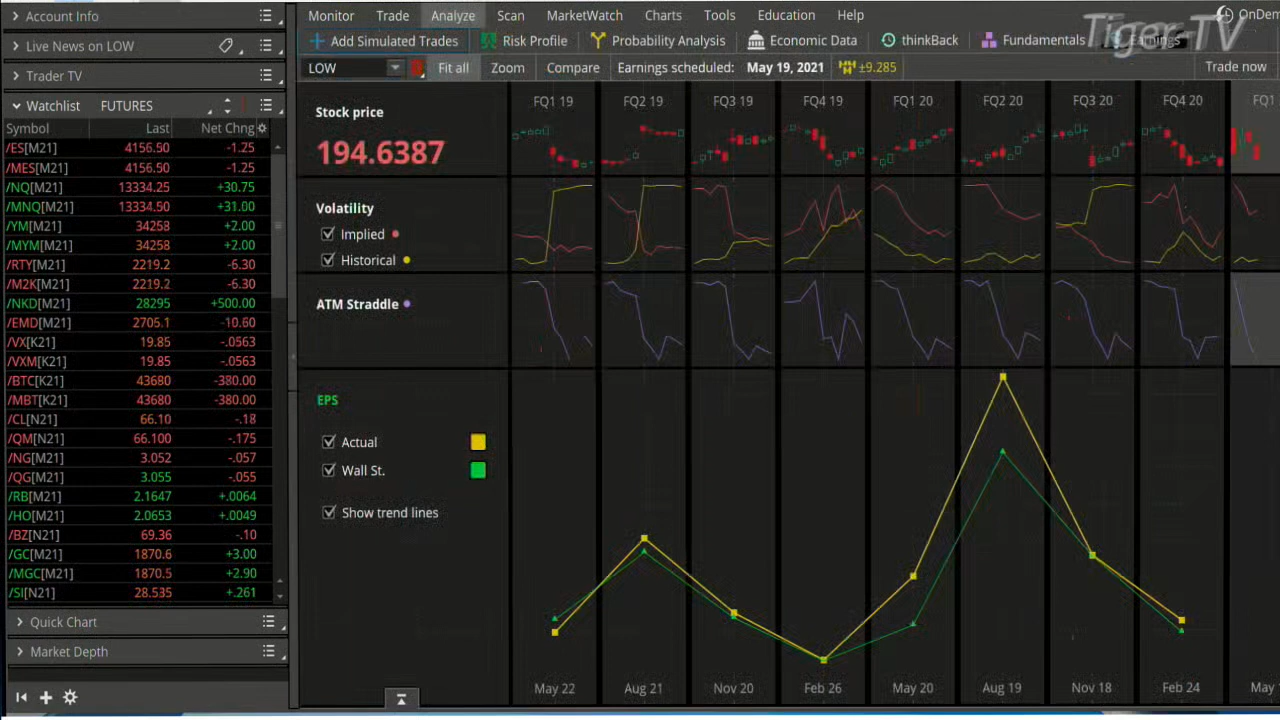 Account Info
Live News on LOW
Trader TV
Watchlist FUTURES
Symbol Last Net Chng
/ES[M21] 4156.50 -1.25
/MES[M21] 4156.50 -1.25
/NQ[M21] 13334.25 +30.75
/MNQ[M21] 13334.50 +31.00
/YM[M21] 34258 +2.00
/MYM[M21] 34258 +2.00
/RTY[M21] 2219.2 -6.30
/M2K[M21] 2219.2 -6.30
/NKD[M21] 28295 +500.00
/EMD[M21] 2705.1 -10.60
/VX[K21] 19.85 -.0563
/VXM[K21] 19.85 -.0563
/BTC[K21] 43680 -380.00
/MBT[K21] 43680 -380.00
/CL[N21] 66.10 -.18
/QM[N21] 66.100 -.175
/NG[M21] 3.052 -.057
/QG[M21] 3.055 -.055
/RB[M21] 2.1647 +.0064
/HO[M21] 2.0653 +.0049
/BZ[N21] 69.36 -.10
/GC[M21] 1870.6 +3.00
/MGC[M21] 1870.5 +2.90
/SI[N21] 28.535 +.261
Quick Chart
Market Depth
Monitor Trade Analyze Scan MarketWatch Charts Tools Education Help OnDem
Tiger-TV
Add Simulated Trades Risk Profile Probability Analysis Economic Data thinkBack Fundamentals Earnings
LOW Fit all Zoom Compare Earnings scheduled: May 19, 2021 ±9.285 Trade now
FQ1 19 FQ2 19 FQ3 19 FQ4 19 FQ1 20 FQ2 20 FQ3 20 FQ4 20 FQ1
Stock price
194.6387
Volatility
Implied
Historical
ATM Straddle
EPS
Actual
Wall St.
Show trend lines
May 22 Aug 21 Nov 20 Feb 26 May 20 Aug 19 Nov 18 Feb 24 May